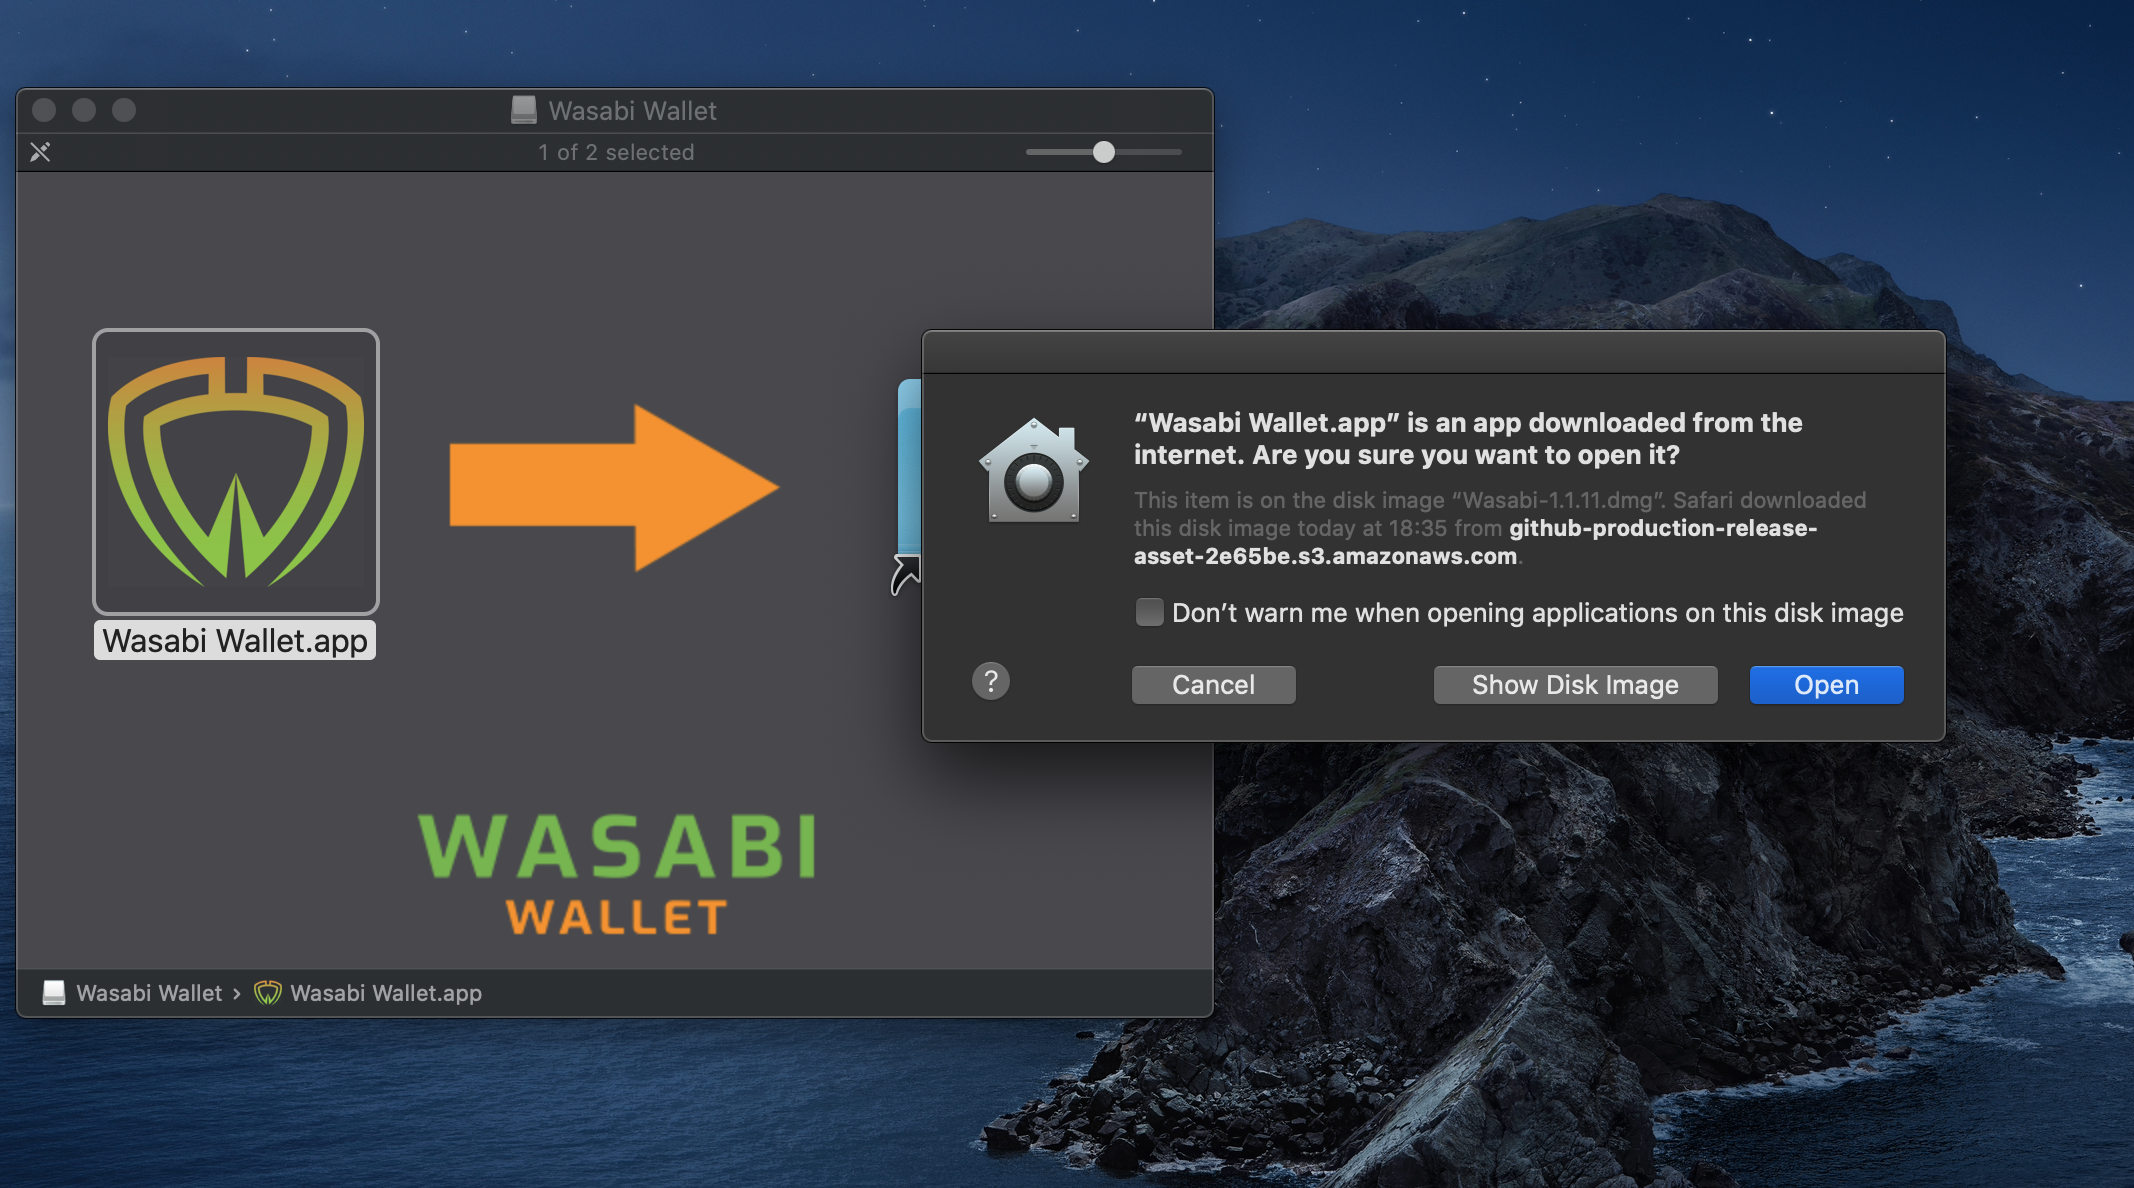 Wasabi Wallet
1 of 2 selected
Wasabi Wallet.app
“Wasabi Wallet.app” is an app downloaded from the
internet. Are you sure you want to open it?
This item is on the disk image “Wasabi-1.1.11.dmg”. Safari downloaded
this disk image today at 18:35 from github-production-release-
asset-2e65be.s3.amazonaws.com.
Don’t warn me when opening applications on this disk image
?
Cancel
Show Disk Image
Open
WASABI
WALLET
Wasabi Wallet › Wasabi Wallet.app